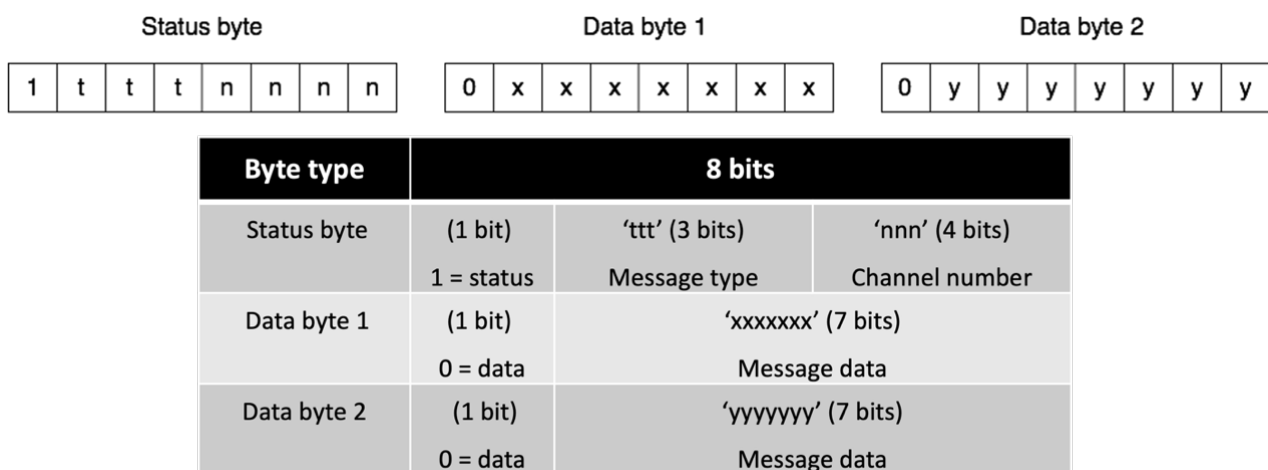 Status byte Data byte 1 Data byte 2
1 t t t n n n n 0 x x x x x x x 0 y y y y y y y
Byte type 8 bits
Status byte (1 bit) ‘ttt’ (3 bits) ‘nnn’ (4 bits)
1 = status Message type Channel number
Data byte 1 (1 bit) ‘xxxxxxx’ (7 bits)
0 = data Message data
Data byte 2 (1 bit) ‘yyyyyyy’ (7 bits)
0 = data Message data